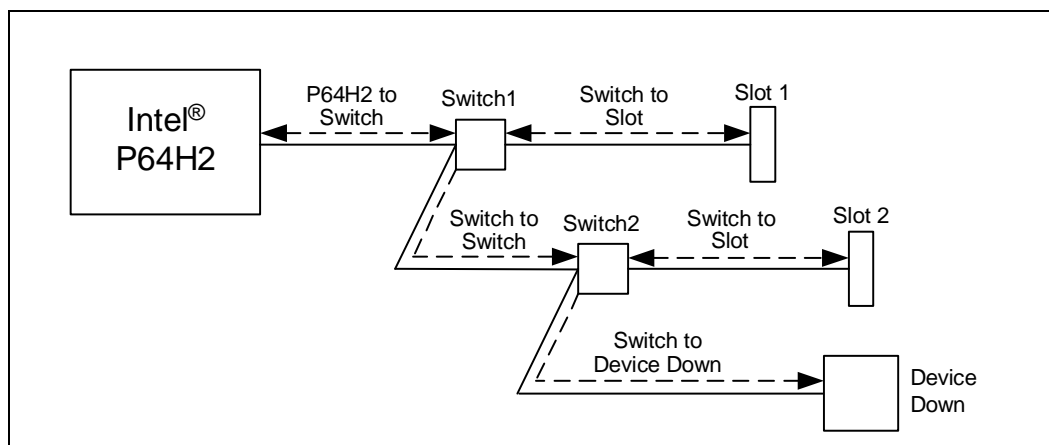 Intel®
P64H2
P64H2 to
Switch
Switch1
Switch to
Slot
Slot 1
Switch to
Switch
Switch2
Switch to
Slot
Slot 2
Switch to
Device Down
Device
Down